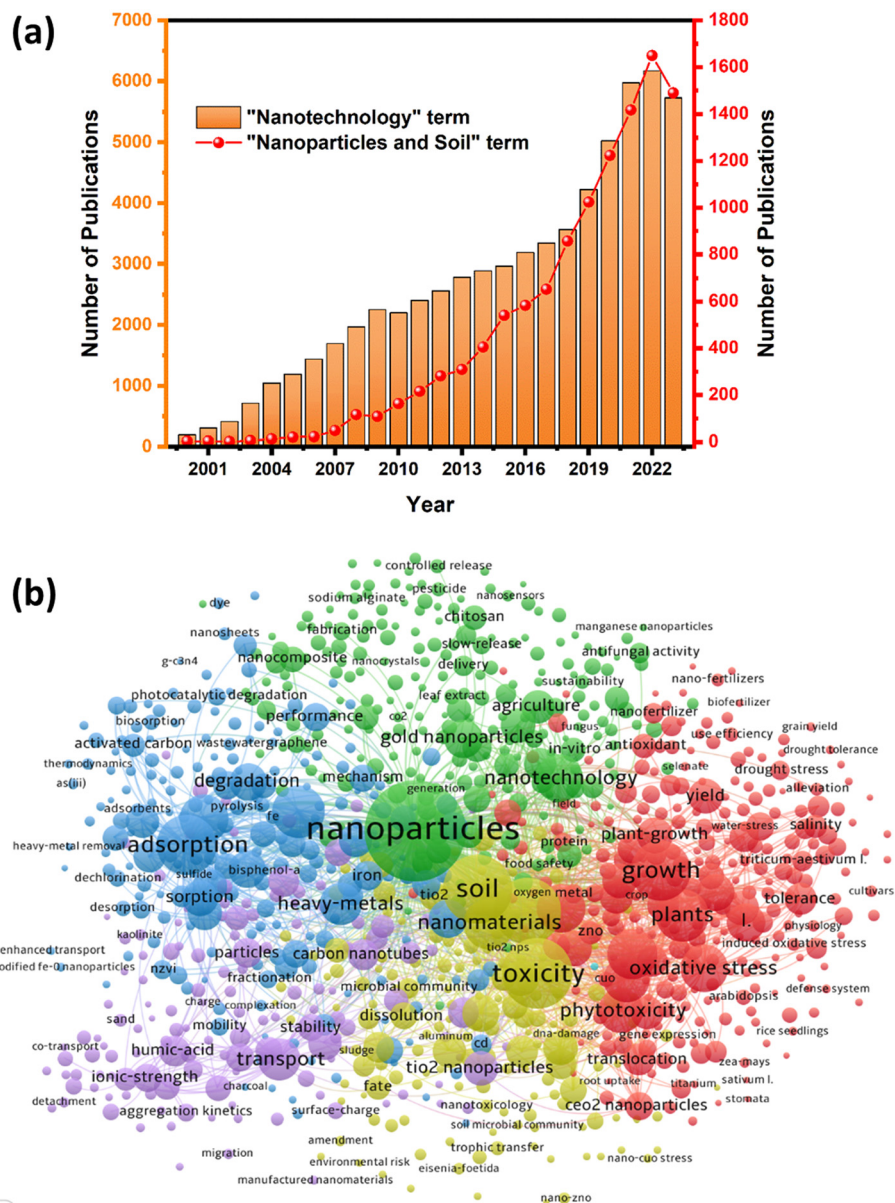 (a)
7000
6000
5000
4000
3000
2000
1000
0
Number of Publications
"Nanotechnology" term
"Nanoparticles and Soil" term
1800
1600
1400
1200
1000
800
600
400
200
0
Number of Publications
2001 2004 2007 2010 2013 2016 2019 2022
Year
(b)
controlled release
pesticide
nanosensors
sodium alginate
dye
chitosan
manganese nanoparticles
fabrication
nanosheets
slow-release
antifungal activity
nanocomposite
nanocrystals
delivery
g-c3n4
sustainability
nano-fertilizers
photocatalytic degradation
leaf extract
agriculture
biofertilizer
nanofertilizer
biosorption
performance
co2
fungus
grain yield
use efficiency
activated carbon
wastewater
graphene
gold nanoparticles
in-vitro
antioxidant
drought tolerance
thermodynamics
selenate
drought stress
as(iii)
degradation
mechanism
nanotechnology
generation
yield
alleviation
adsorbents
pyrolysis
fe
field
nanoparticles
plant-growth
water-stress
salinity
heavy-metal removal
adsorption
protein
food safety
triticum-aestivum l.
dechlorination
sulfide
bisphenol-a
iron
growth
sorption
tio2
soil
oxygen
metal
crop
tolerance
cultivars
desorption
heavy-metals
nanomaterials
plants
l.
physiology
kaolinite
zno
induced oxidative stress
enhanced transport
particles
carbon nanotubes
tio2 nps
odified fe-0 nanoparticles
nzvi
fractionation
toxicity
cuo
oxidative stress
microbial community
defense system
charge
complexation
arabidopsis
sand
mobility
stability
dissolution
phytotoxicity
rice seedlings
aluminum
dna-damage
gene expression
co-transport
humic-acid
transport
sludge
cd
translocation
zea-mays
ionic-strength
tio2 nanoparticles
root uptake
titanium
sativum l.
charcoal
fate
stomata
detachment
aggregation kinetics
surface-charge
nanotoxicology
ceo2 nanoparticles
soil microbial community
amendment
trophic transfer
migration
environmental risk
nano-cuo stress
eisenia-foetida
manufactured nanomaterials
nano-zno